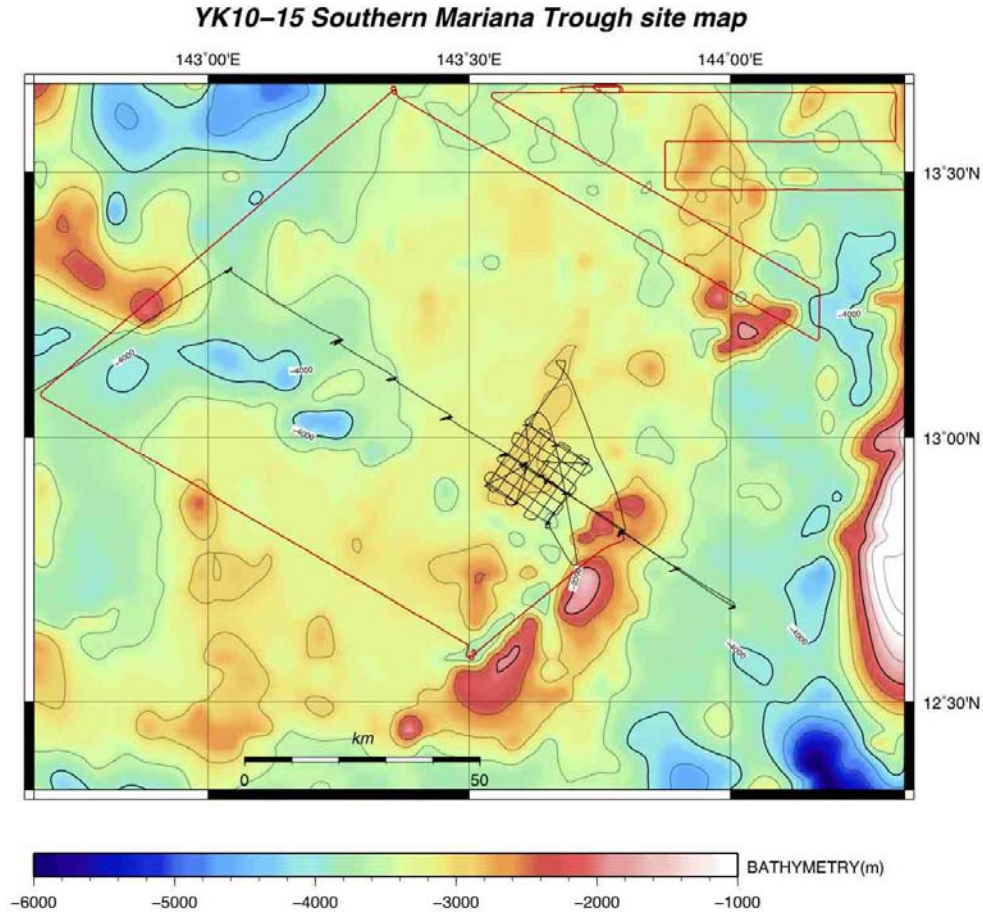 YK10−15 Southern Mariana Trough site map
143˚00'E 143˚30'E 144˚00'E
13˚30'N
−4000
−4000
−4000
−4000
13˚00'N
−2000
−4000
−4000
12˚30'N
km
0 50
BATHYMETRY(m)
−6000 −5000 −4000 −3000 −2000 −1000